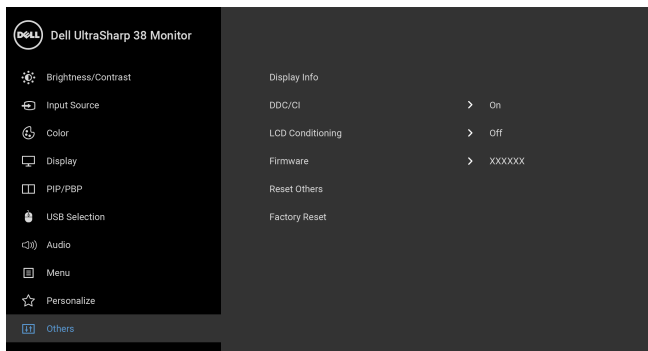 DELL Dell UltraSharp 38 Monitor
Brightness/Contrast
Display Info
Input Source
DDC/CI > On
Color
LCD Conditioning > Off
Display
Firmware > XXXXXX
PIP/PBP
Reset Others
USB Selection
Factory Reset
Audio
Menu
Personalize
Others